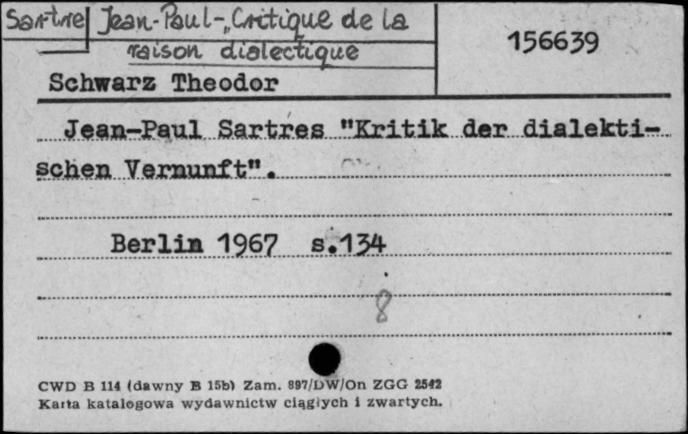 Sartre Jean-Paul-„Critique de la
raison dialectique
156639
Schwarz Theodor
Jean-Paul Sartres "Kritik der dialekti-
schen Vernunft".
Berlin 1967 s.134
8
CWD B 114 (dawny B 15b) Zam. 897/DW/On ZGG 2542
Karta katalogowa wydawnictw ciągłych i zwartych.